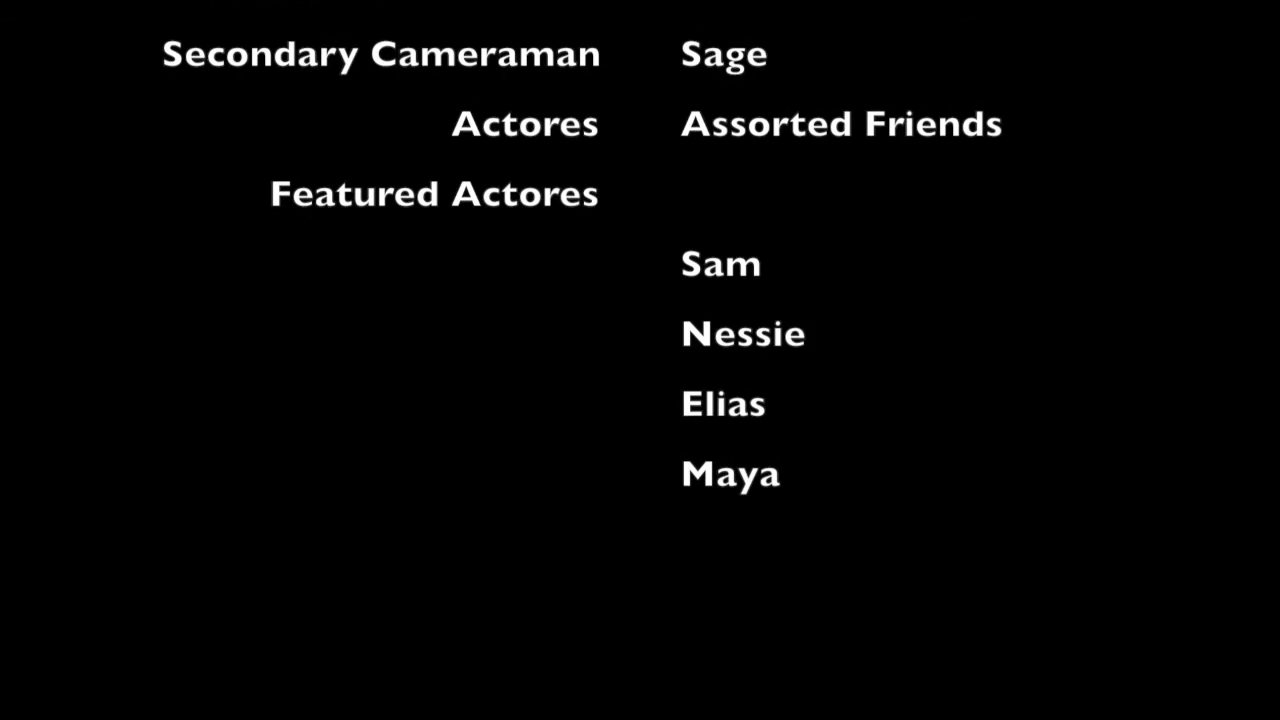 Secondary Cameraman Sage
Actores Assorted Friends
Featured Actores
Sam
Nessie
Elias
Maya